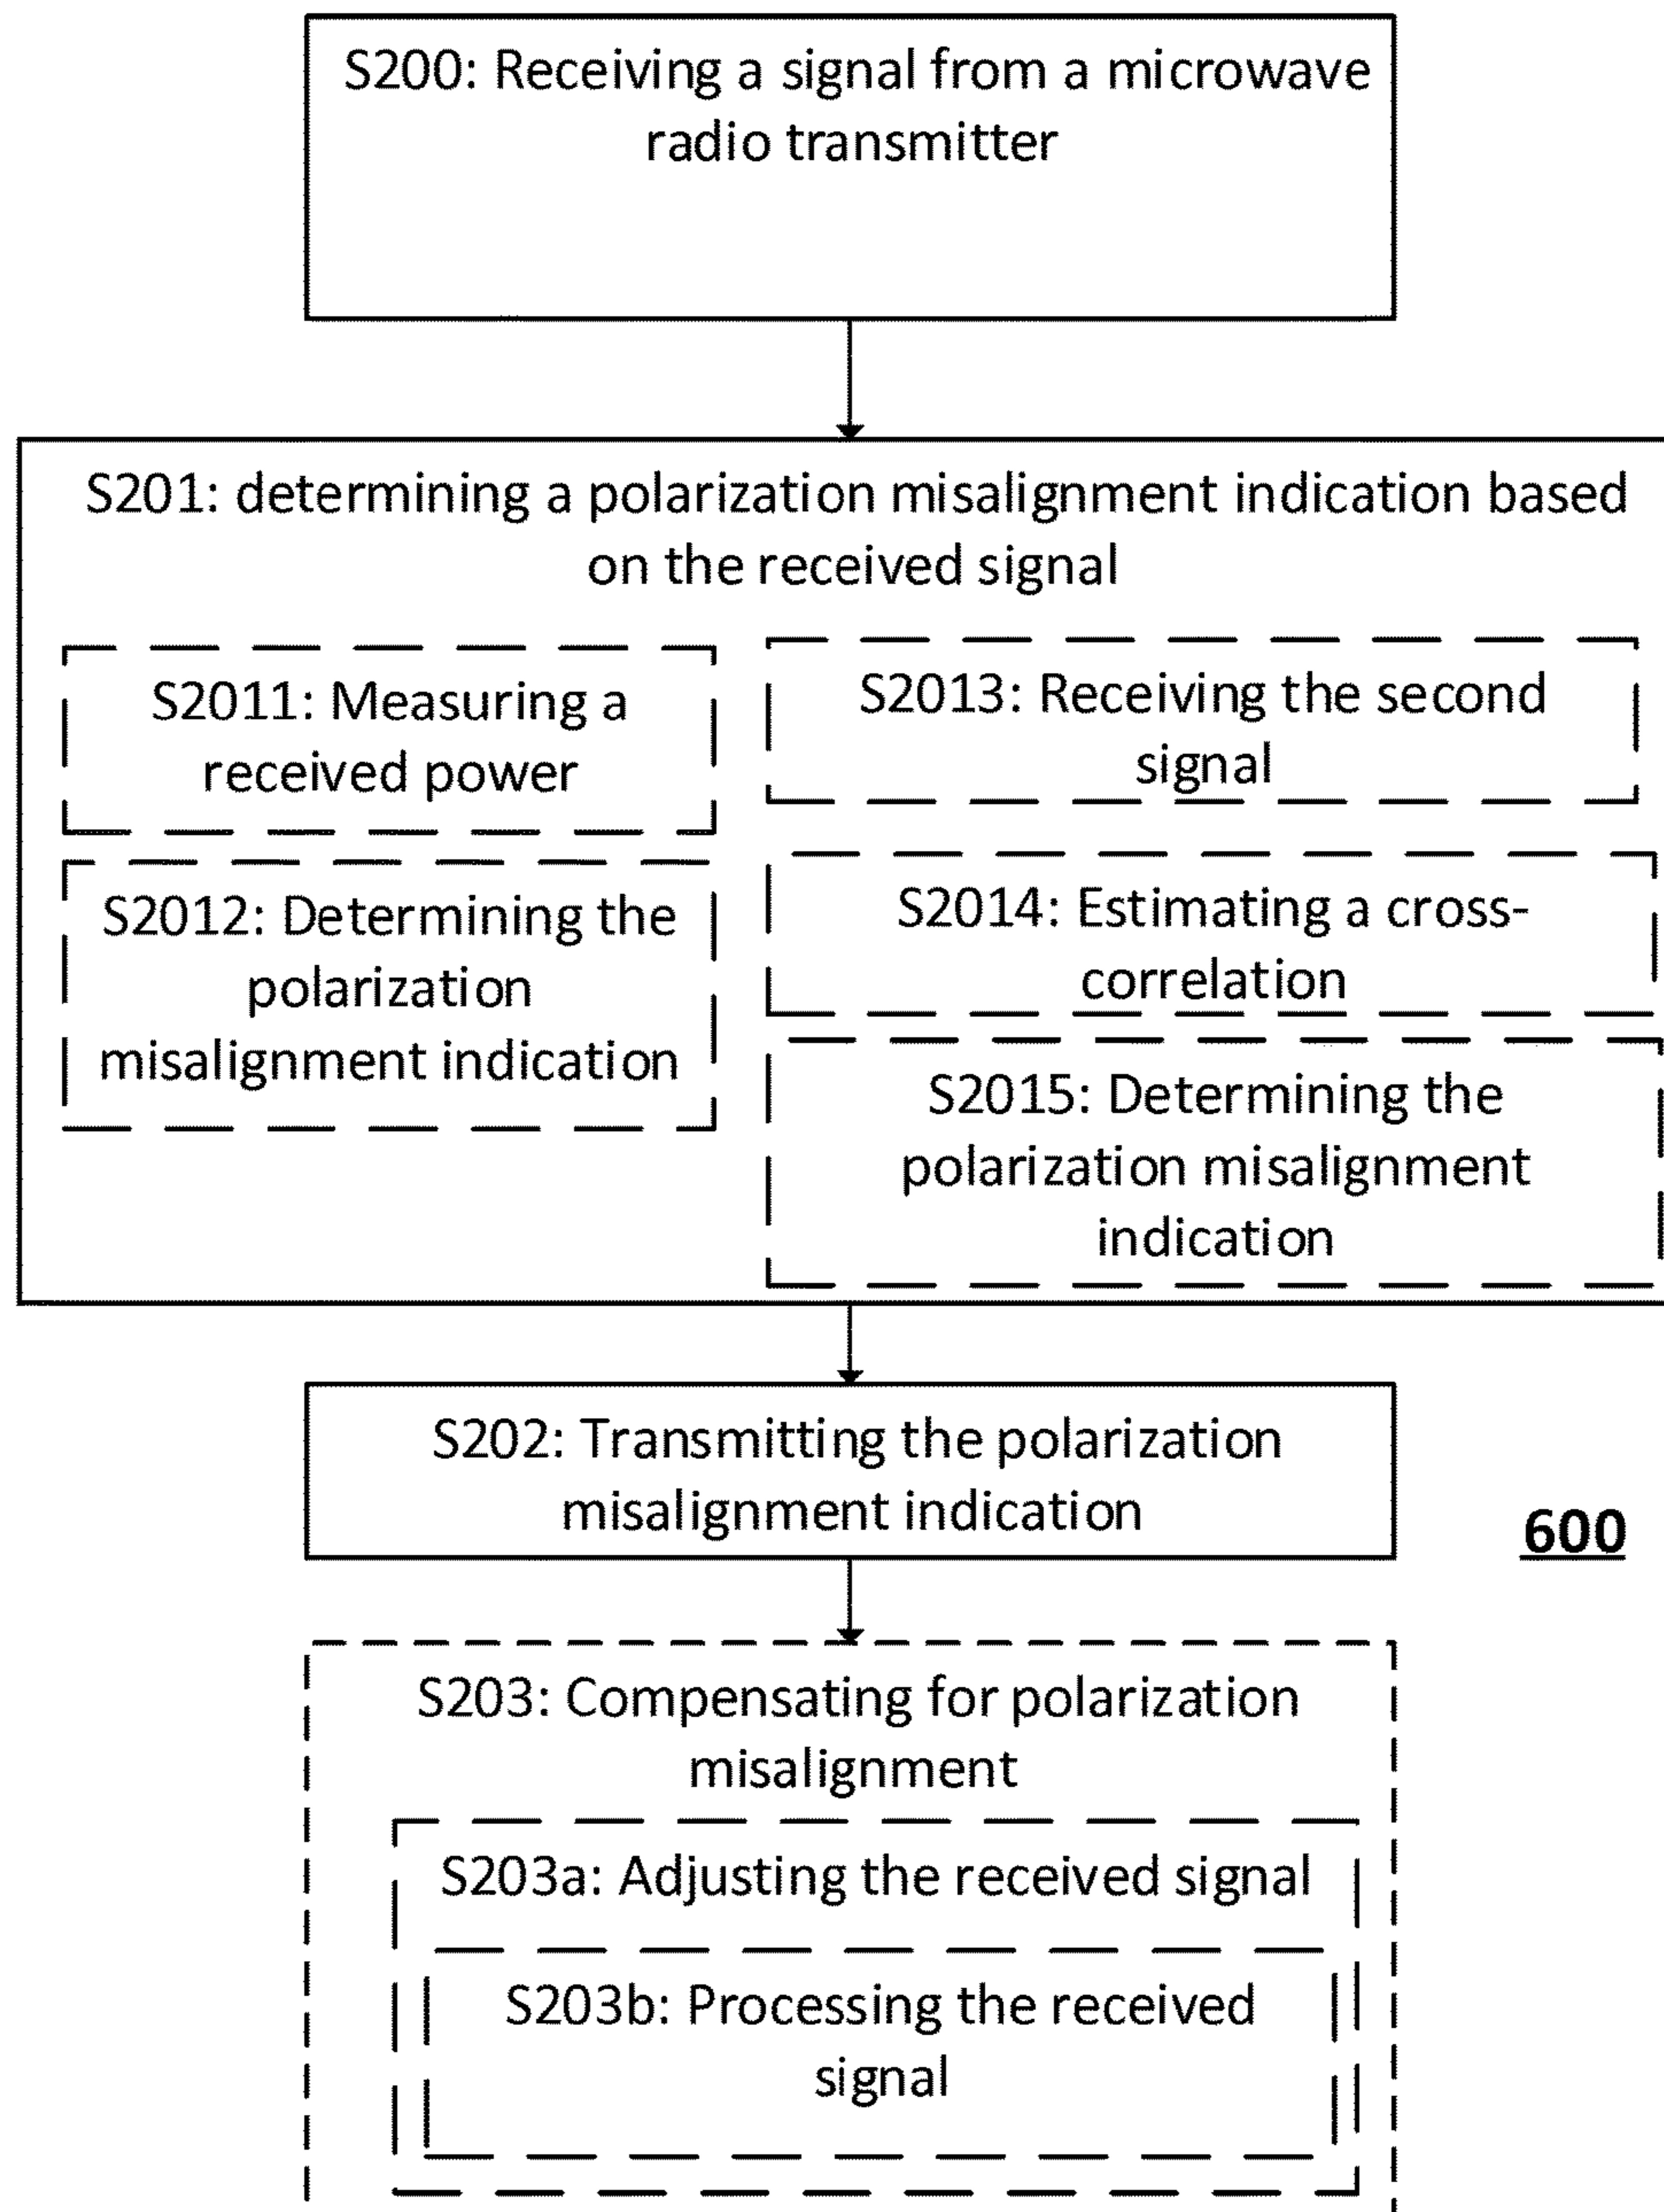 S200: Receiving a signal from a microwave
radio transmitter
S201: determining a polarization misalignment indication based
on the received signal
S2011: Measuring a
received power
S2012: Determining the
polarization
misalignment indication
S2013: Receiving the second
signal
S2014: Estimating a cross-
correlation
S2015: Determining the
polarization misalignment
indication
S202: Transmitting the polarization
misalignment indication
600
S203: Compensating for polarization
misalignment
S203a: Adjusting the received signal
S203b: Processing the received
signal